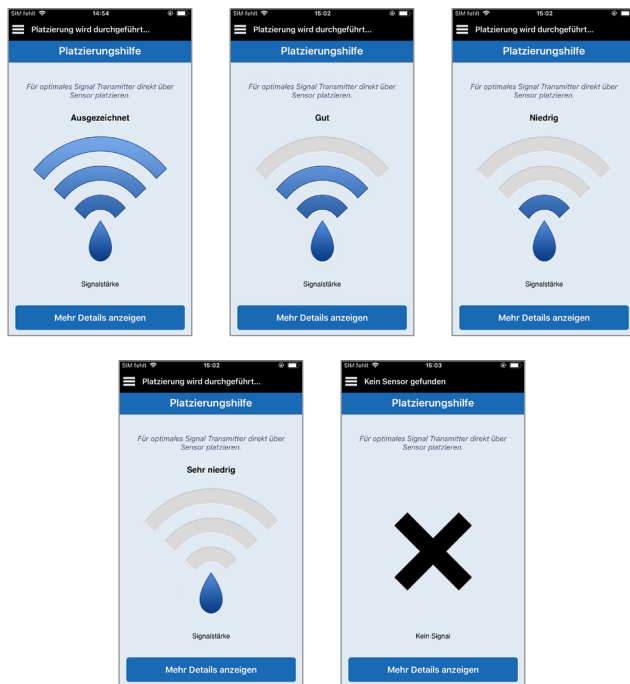 SIM fehlt 14:54
Platzierung wird durchgeführt...
Platzierungshilfe
Für optimales Signal Transmitter direkt über
Sensor platzieren.
Ausgezeichnet
Signalstärke
Mehr Details anzeigen
SIM fehlt 15:02
Platzierung wird durchgeführt...
Platzierungshilfe
Für optimales Signal Transmitter direkt über
Sensor platzieren.
Gut
Signalstärke
Mehr Details anzeigen
SIM fehlt 15:02
Platzierung wird durchgeführt...
Platzierungshilfe
Für optimales Signal Transmitter direkt über
Sensor platzieren.
Niedrig
Signalstärke
Mehr Details anzeigen
SIM fehlt 15:02
Platzierung wird durchgeführt...
Platzierungshilfe
Für optimales Signal Transmitter direkt über
Sensor platzieren.
Sehr niedrig
Signalstärke
Mehr Details anzeigen
SIM fehlt 15:03
Kein Sensor gefunden
Platzierungshilfe
Für optimales Signal Transmitter direkt über
Sensor platzieren.
Kein Signal
Mehr Details anzeigen